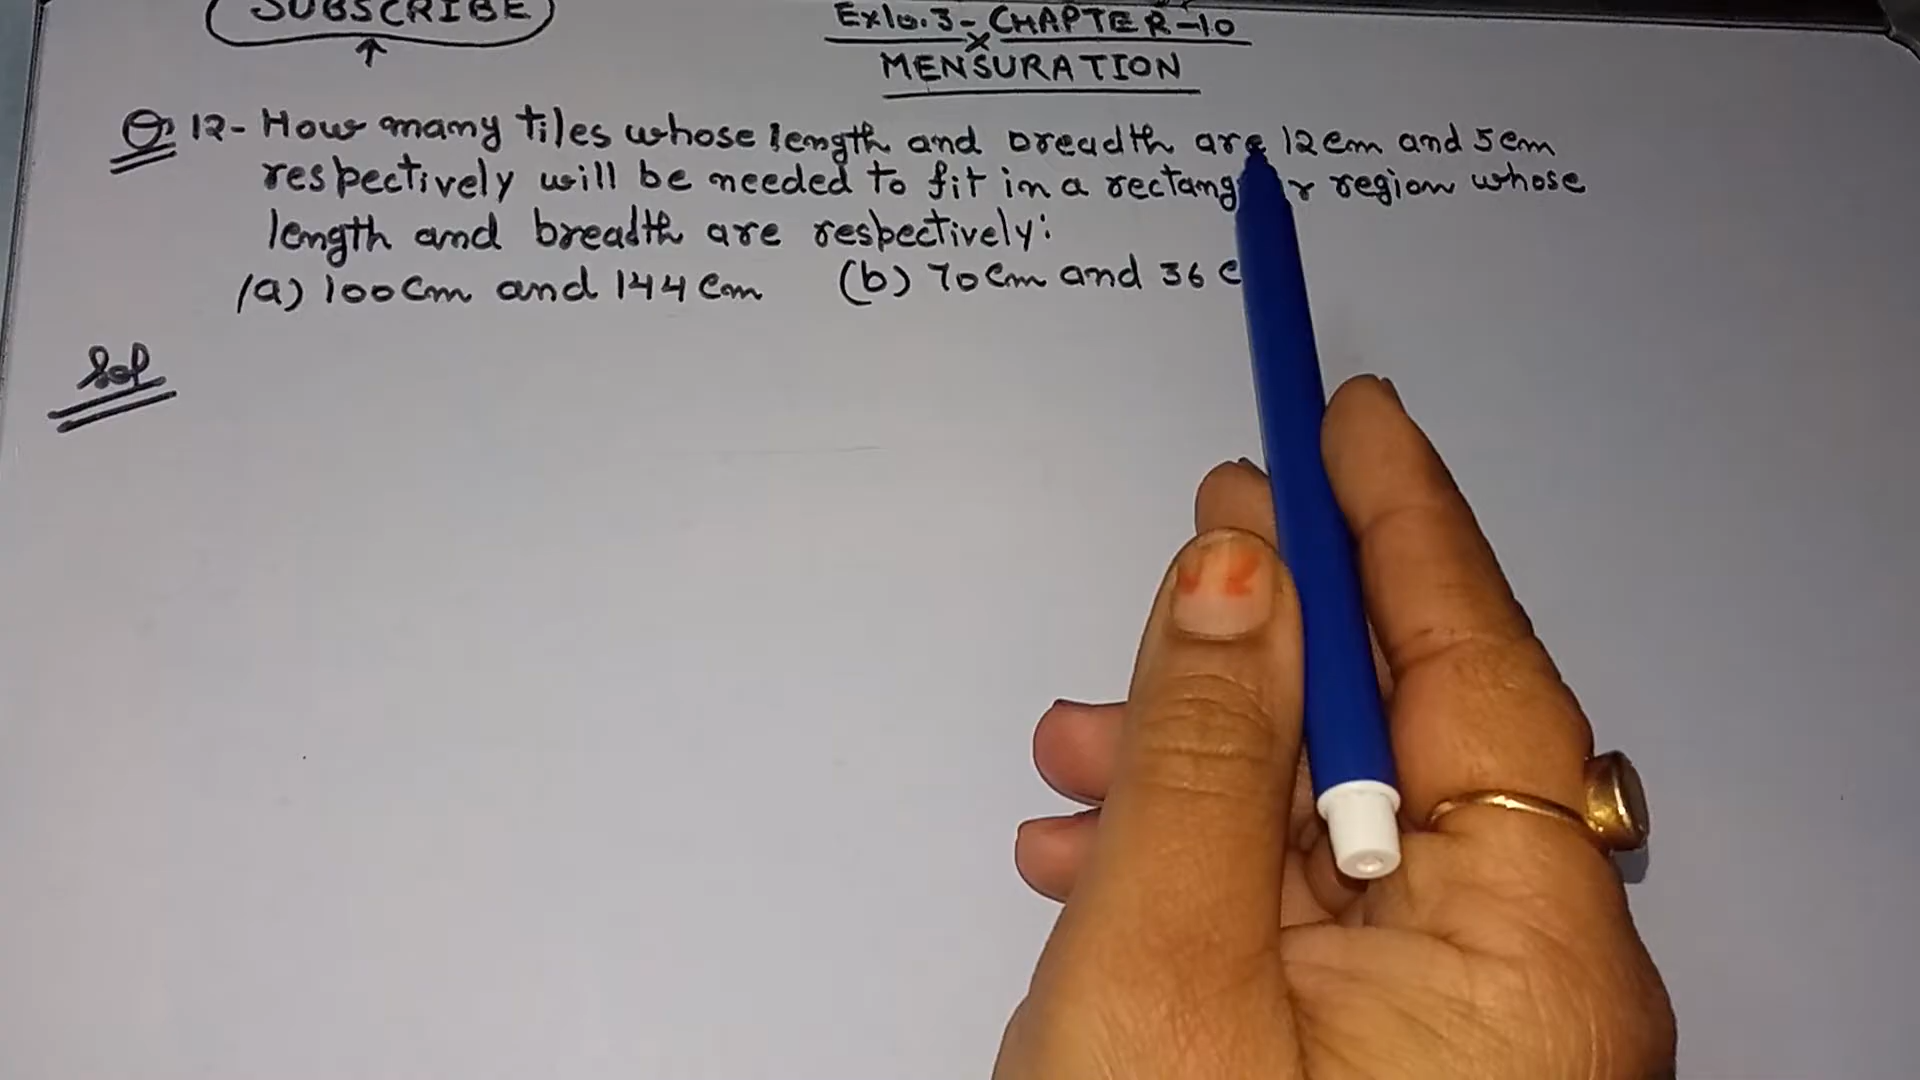 SUBSCRIBE
Ex10.3-CHAPTER-10
MENSURATION
Q 12- How many tiles whose length and breadth are 12cm and 5cm
respectively will be needed to fit in a region whose
length and breadth are respectively:
(a) 100cm and 144cm (b) 70cm and 36
Sol